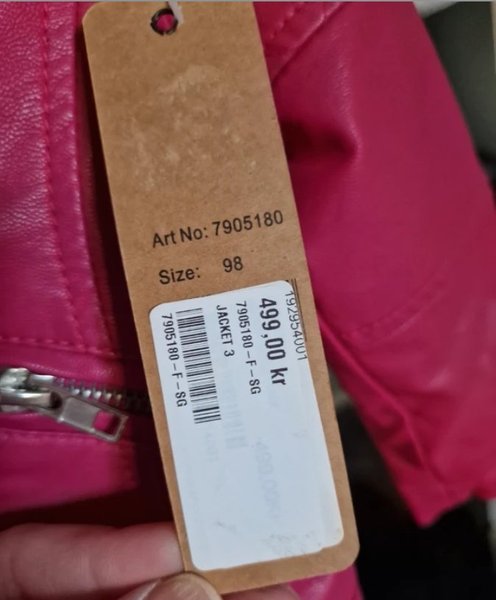 Art No: 7905180
Size: 98
192954001
499,00 kr
7905180-F-SG
JACKET 3
7905180-F-SG